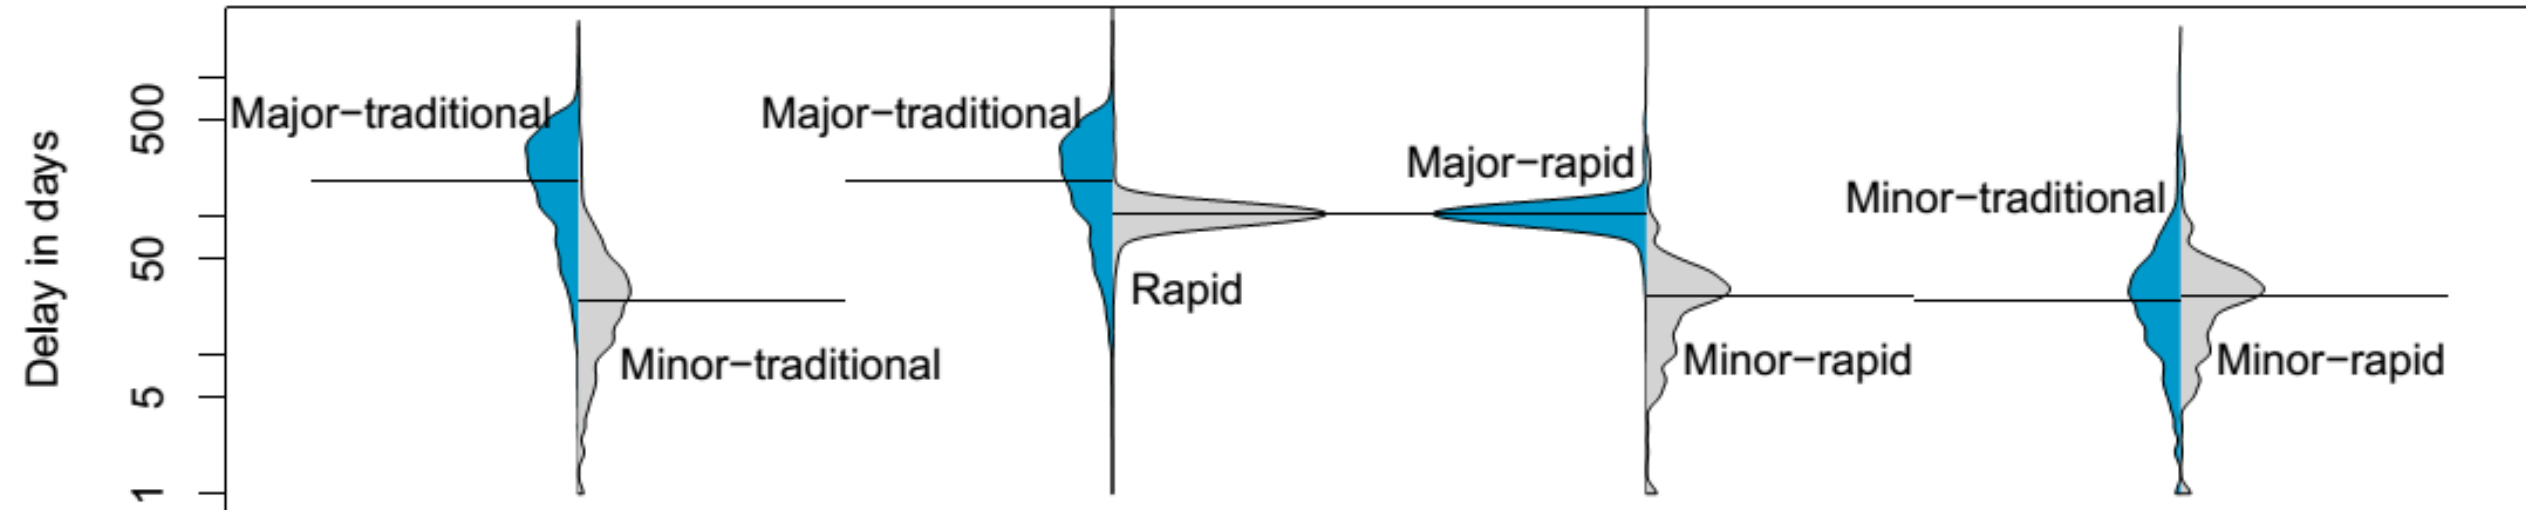 Delay in days
500
50
5
1
Major−traditional
Minor−traditional
Major−traditional
Rapid
Major−rapid
Minor−rapid
Minor−traditional
Minor−rapid